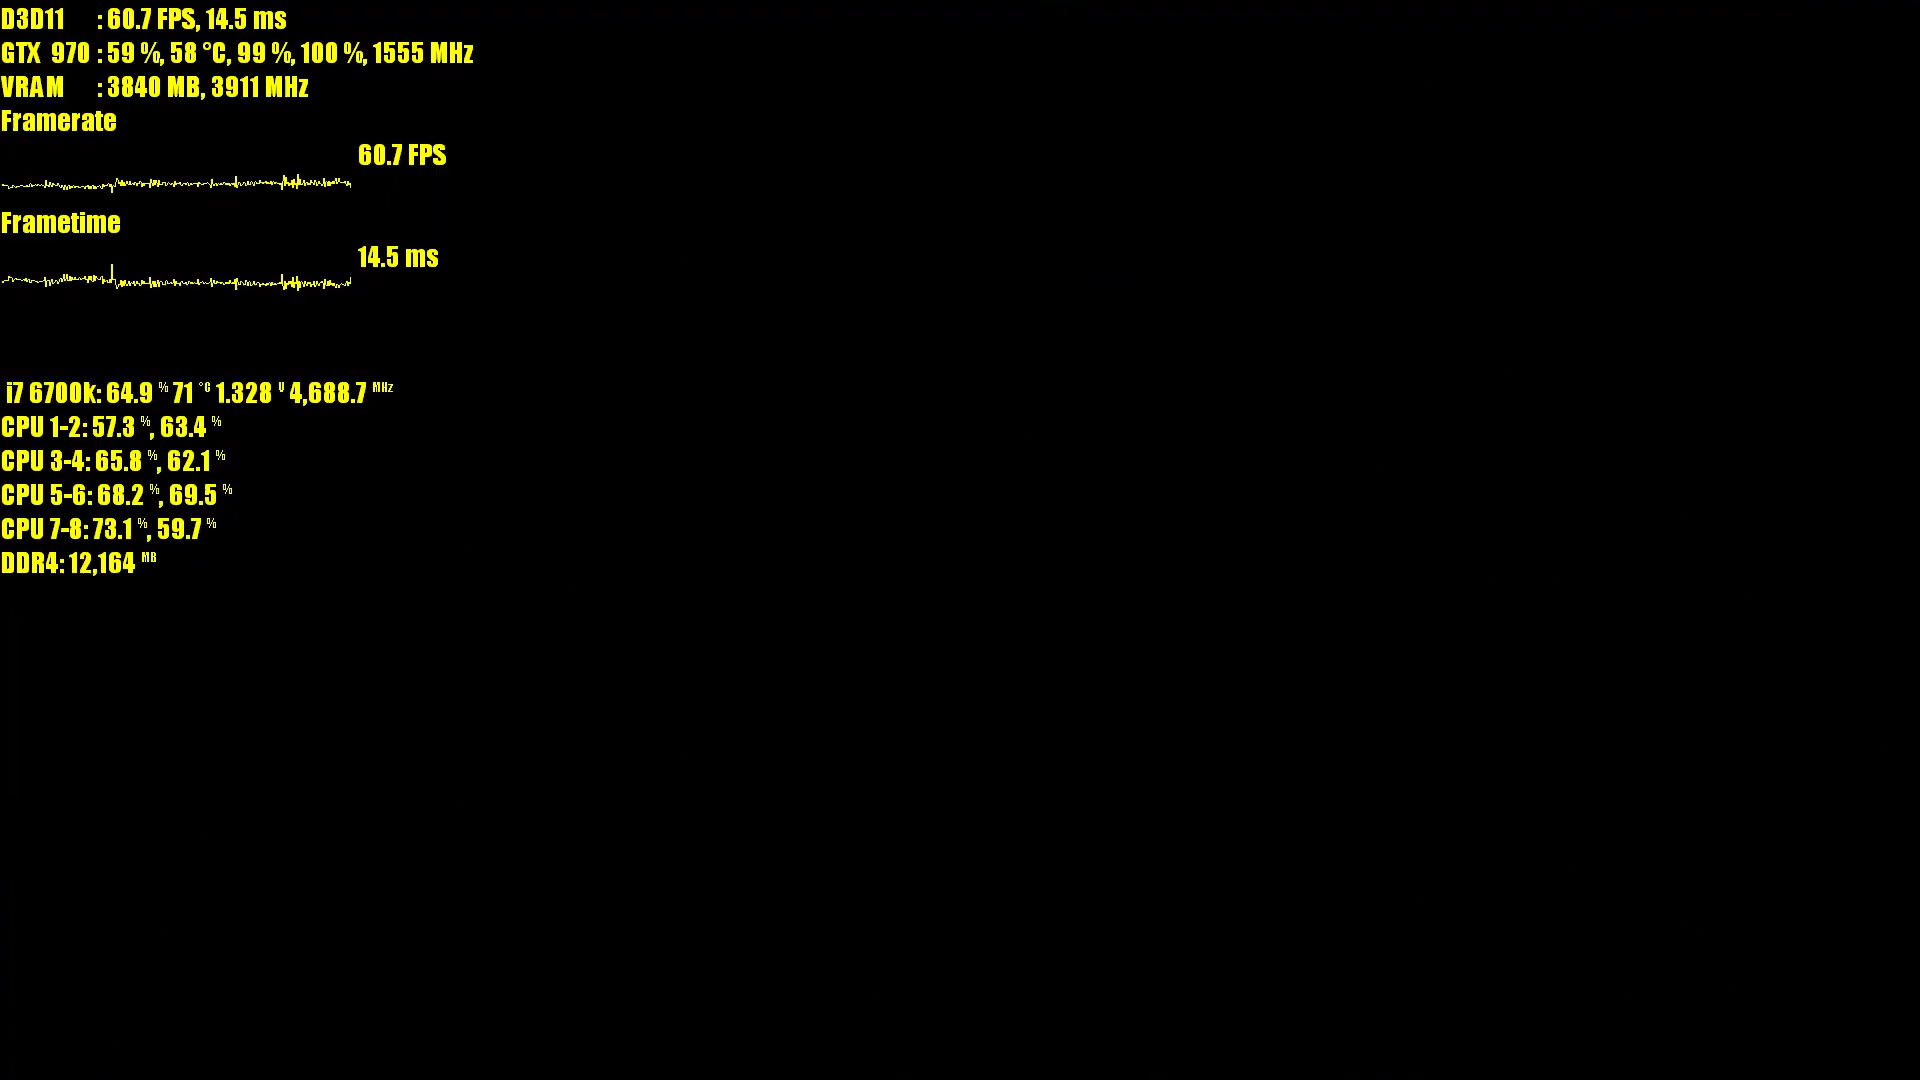 D3D11 : 60.7 FPS, 14.5 ms
GTX 970 : 59 %, 58 °C, 99 %, 100 %, 1555 MHz
VRAM : 3840 MB, 3911 MHz
Framerate
60.7 FPS
Frametime
14.5 ms
i7 6700k: 64.9 % 71 °C 1.328 V 4,688.7 MHz
CPU 1-2: 57.3 %, 63.4 %
CPU 3-4: 65.8 %, 62.1 %
CPU 5-6: 68.2 %, 69.5 %
CPU 7-8: 73.1 %, 59.7 %
DDR4: 12,164 MB